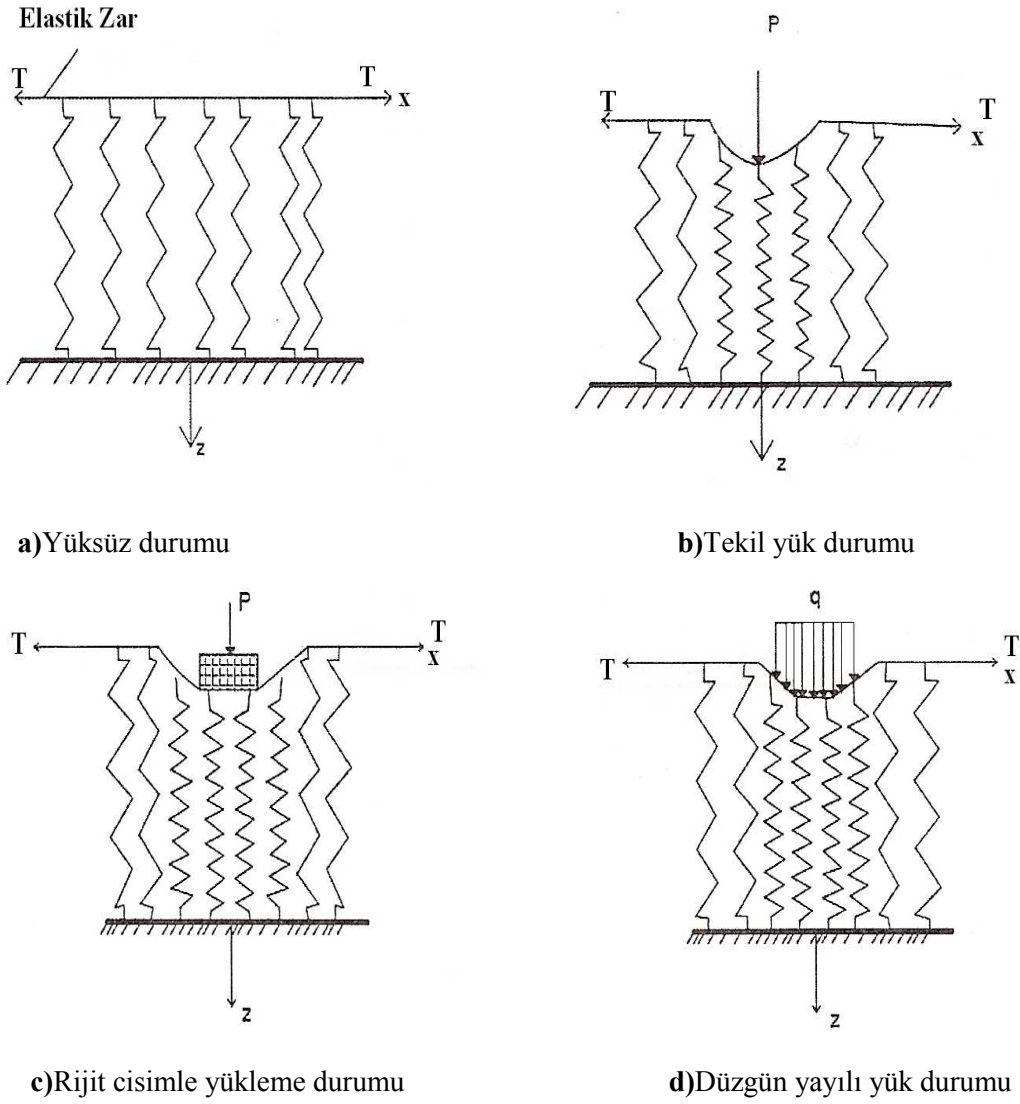 Elastik Zar
T T
x
z
a)Yüksüz durumu
P
T T
x
z
b)Tekil yük durumu
P
T T
x
z
c)Rijit cisimle yükleme durumu
q
T T
x
z
d)Düzgün yayılı yük durumu